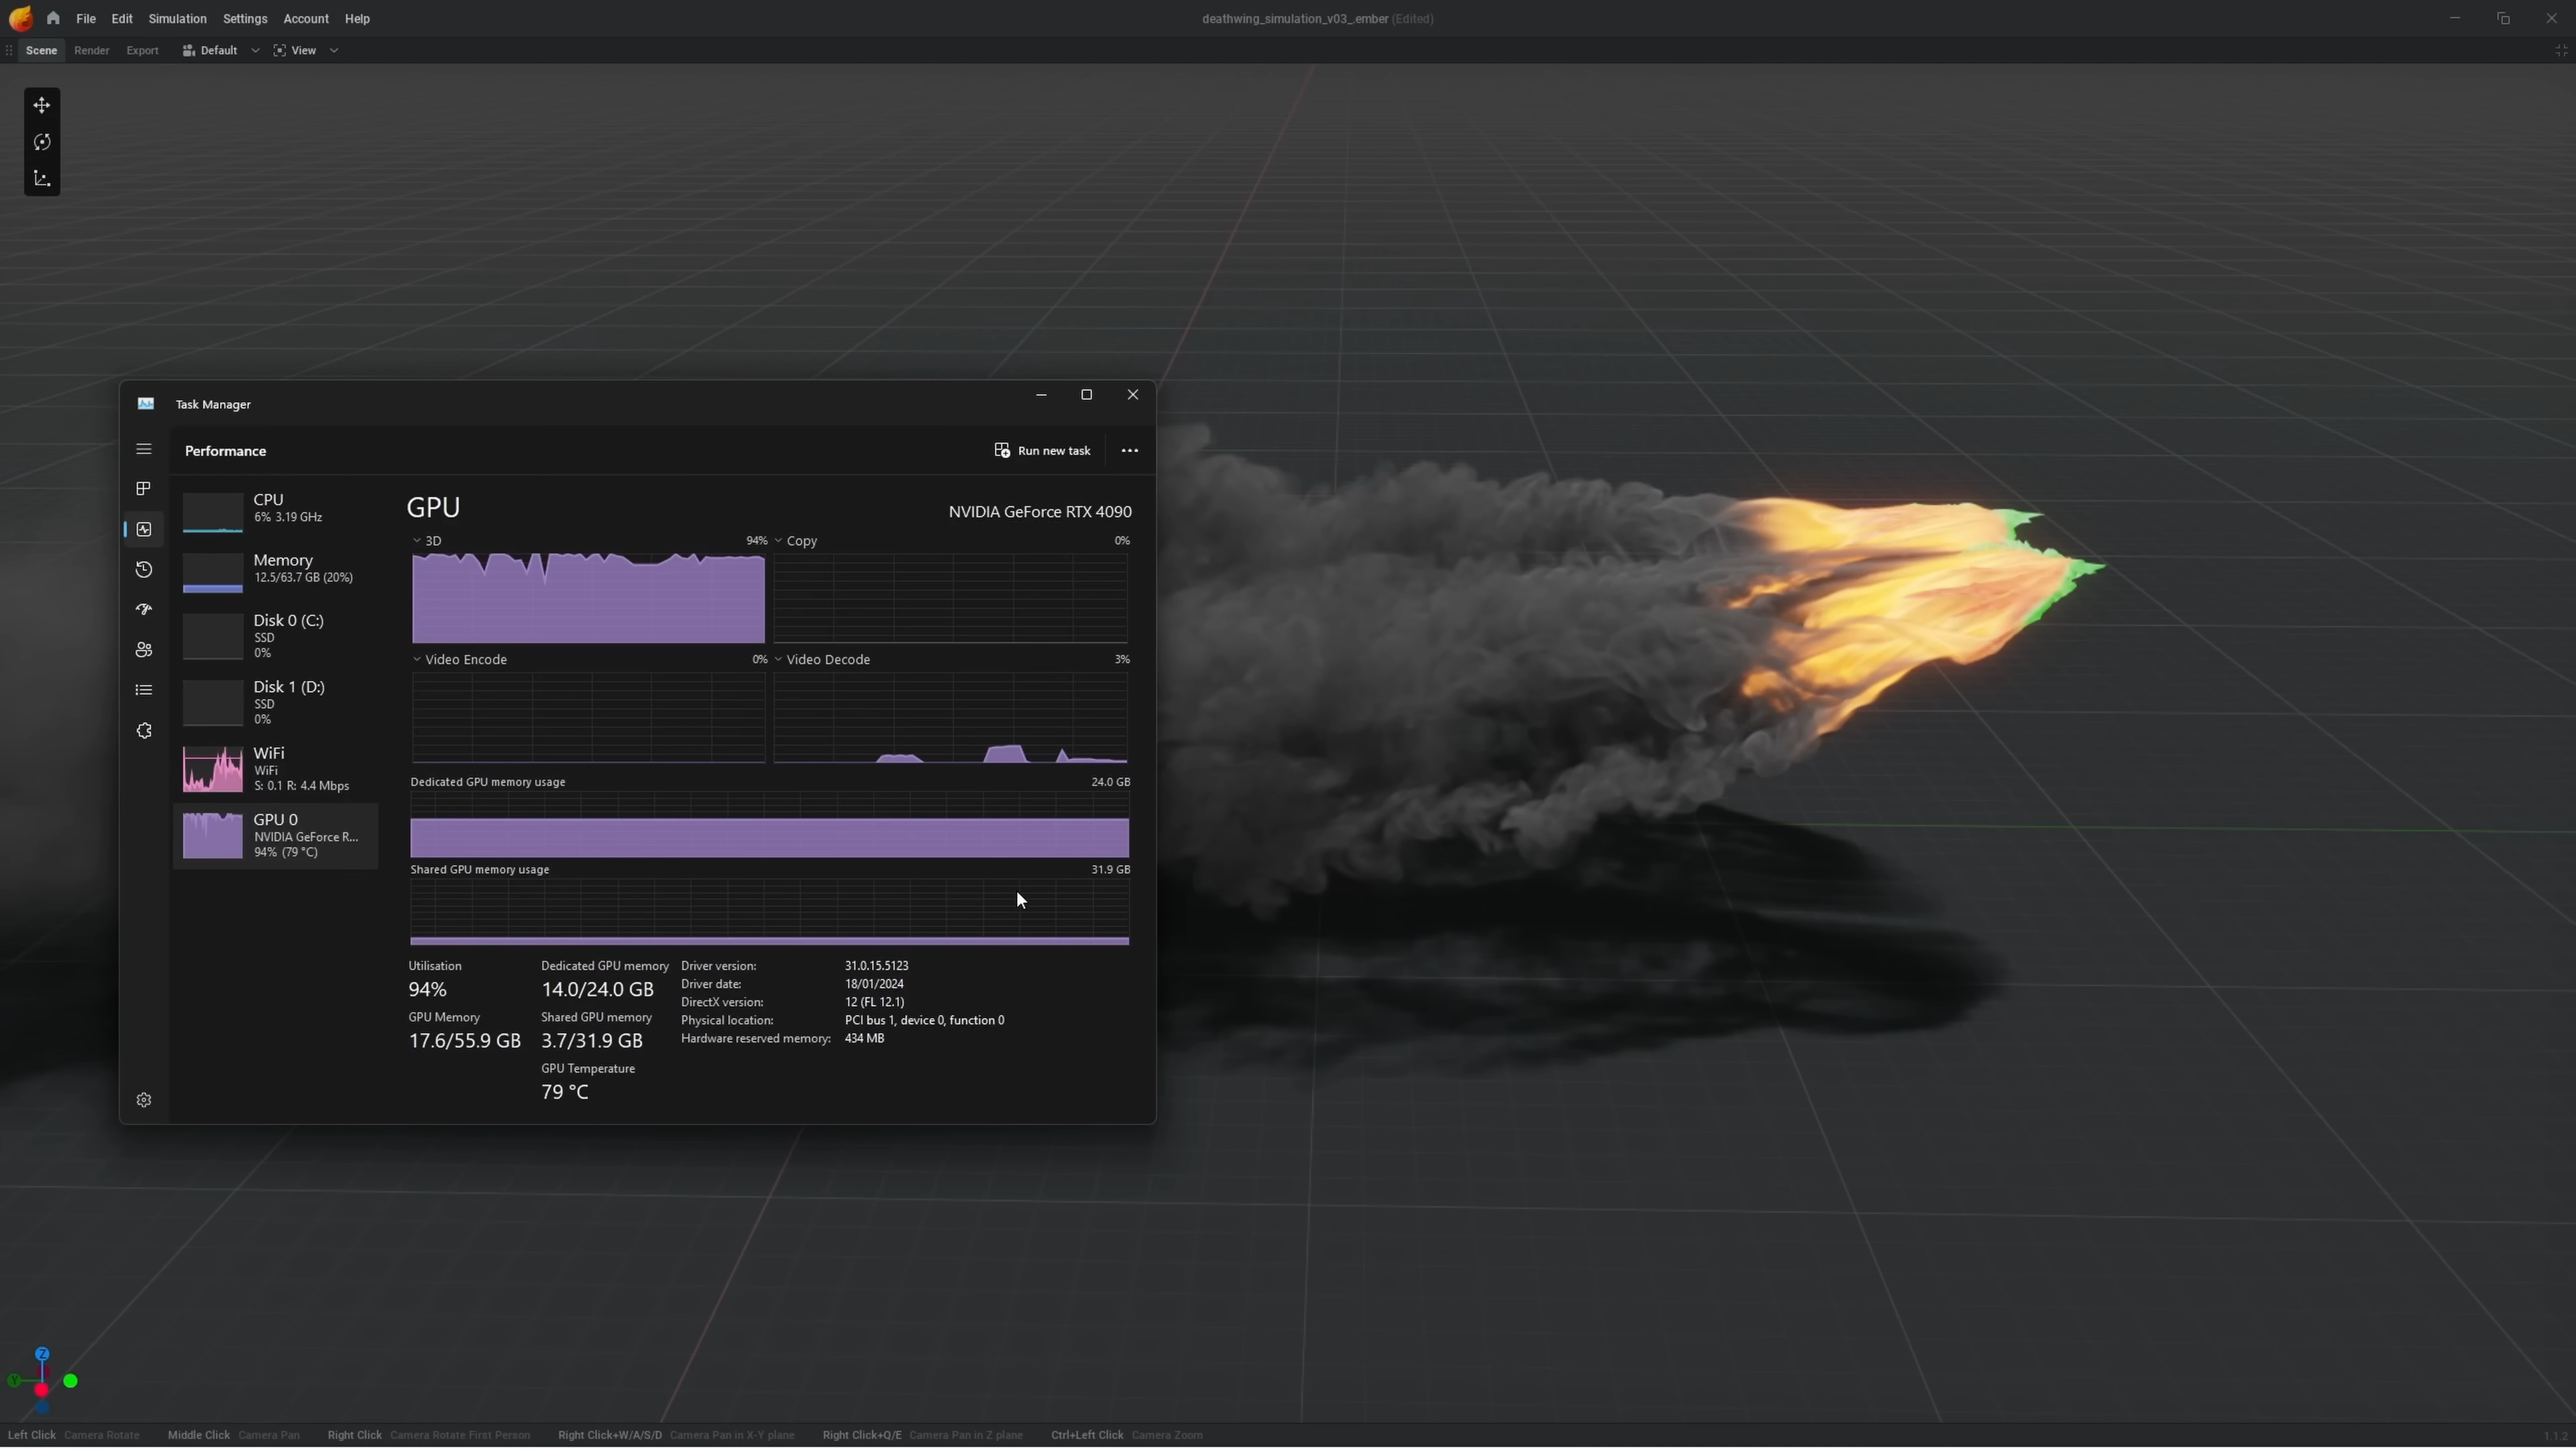 File Edit Simulation Settings Account Help
deathwing_simulation_v03_.ember (Edited)
Scene Render Export Default View
Task Manager
Performance
Run new task
CPU
6% 3.19 GHz
Memory
12.5/63.7 GB (20%)
Disk 0 (C:)
SSD
0%
Disk 1 (D:)
SSD
0%
WiFi
WiFi
S: 0.1 R: 4.4 Mbps
GPU 0
NVIDIA GeForce R...
94% (79 °C)
GPU
NVIDIA GeForce RTX 4090
3D 94%
Copy 0%
Video Encode 0%
Video Decode 3%
Dedicated GPU memory usage 24.0 GB
Shared GPU memory usage 31.9 GB
Utilisation
94%
Dedicated GPU memory
14.0/24.0 GB
GPU Memory
17.6/55.9 GB
Shared GPU memory
3.7/31.9 GB
GPU Temperature
79 °C
Driver version: 31.0.15.5123
Driver date: 18/01/2024
DirectX version: 12 (FL 12.1)
Physical location: PCI bus 1, device 0, function 0
Hardware reserved memory: 434 MB
Z
Y
Left Click Camera Rotate Middle Click Camera Pan Right Click Camera Rotate First Person Right Click+W/A/S/D Camera Pan in X-Y plane Right Click+Q/E Camera Pan in Z plane Ctrl+Left Click Camera Zoom
1.1.2